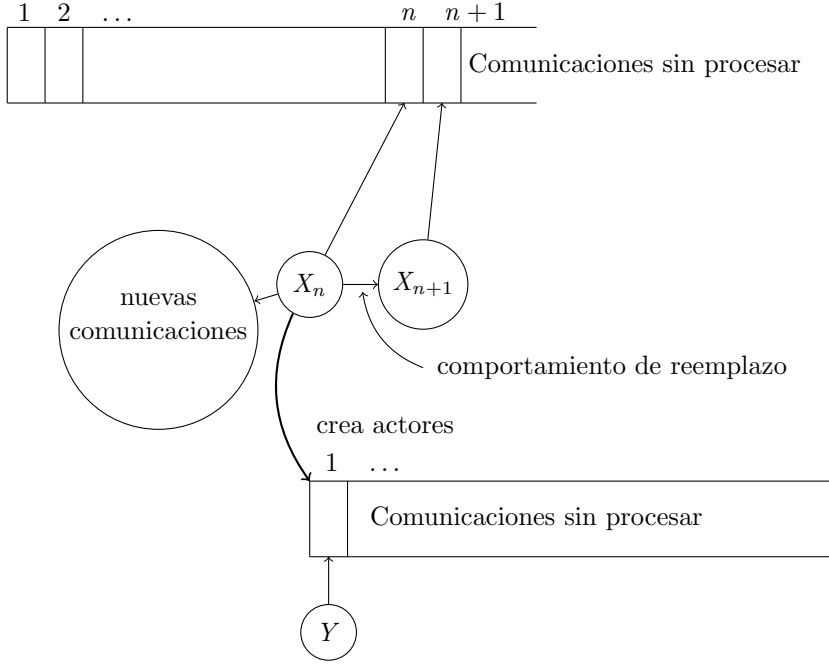 1 2 ... n n + 1
Comunicaciones sin procesar
X_n X_{n+1}
nuevas
comunicaciones
comportamiento de reemplazo
crea actores
1 ...
Comunicaciones sin procesar
Y